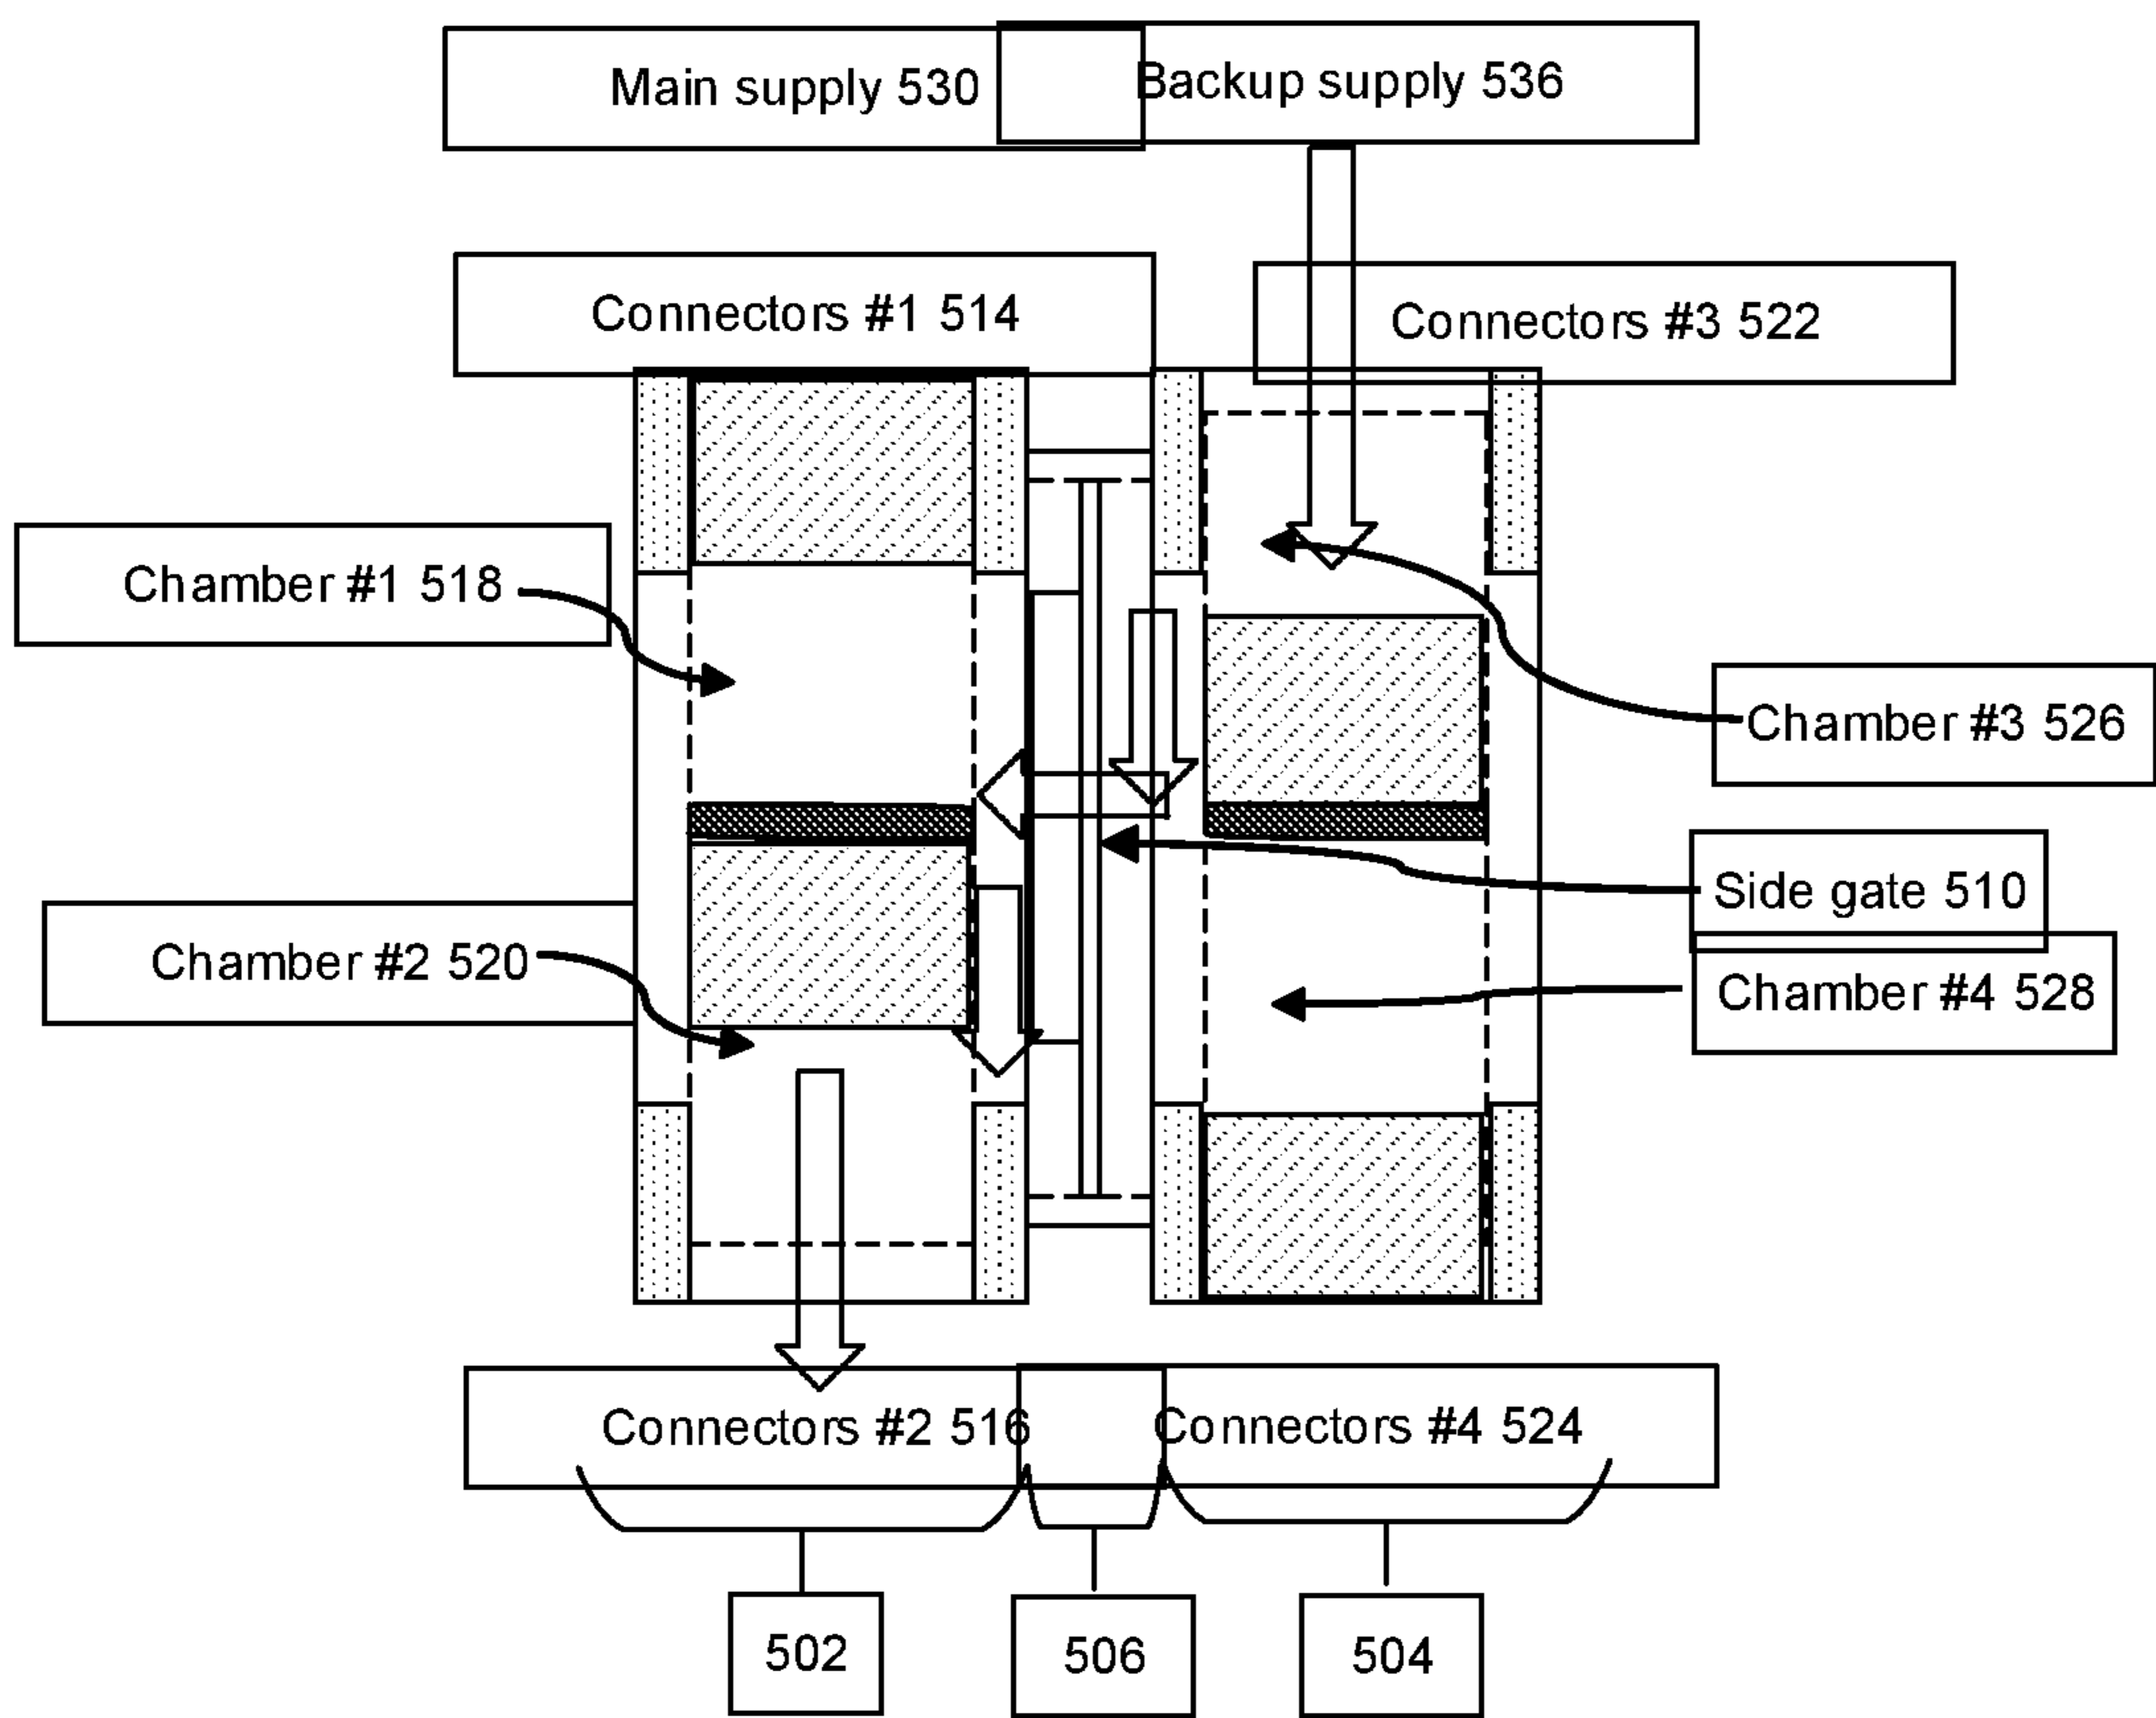 Main supply 530
Backup supply 536
Connectors #1 514
Connectors #3 522
Chamber #1 518
Chamber #3 526
Side gate 510
Chamber #2 520
Chamber #4 528
Connectors #2 516
Connectors #4 524
502
506
504